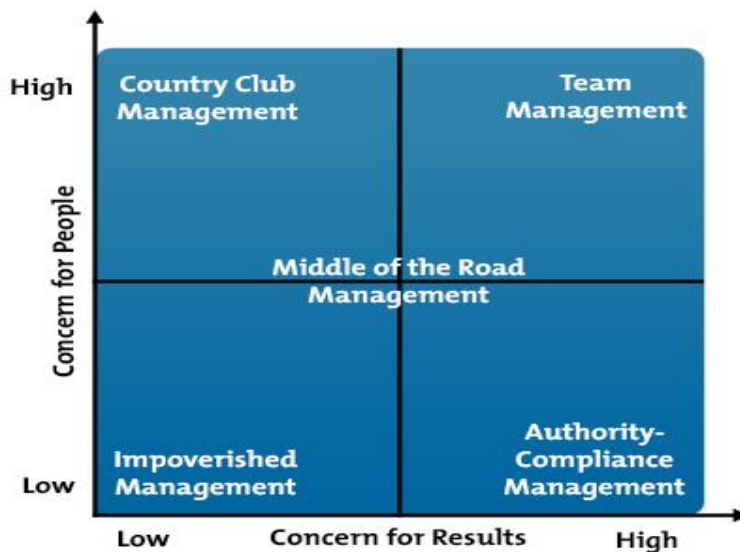 High
Country Club
Management
Team
Management
Concern for People
Middle of the Road
Management
Impoverished
Management
Authority-
Compliance
Management
Low
Low
Concern for Results
High